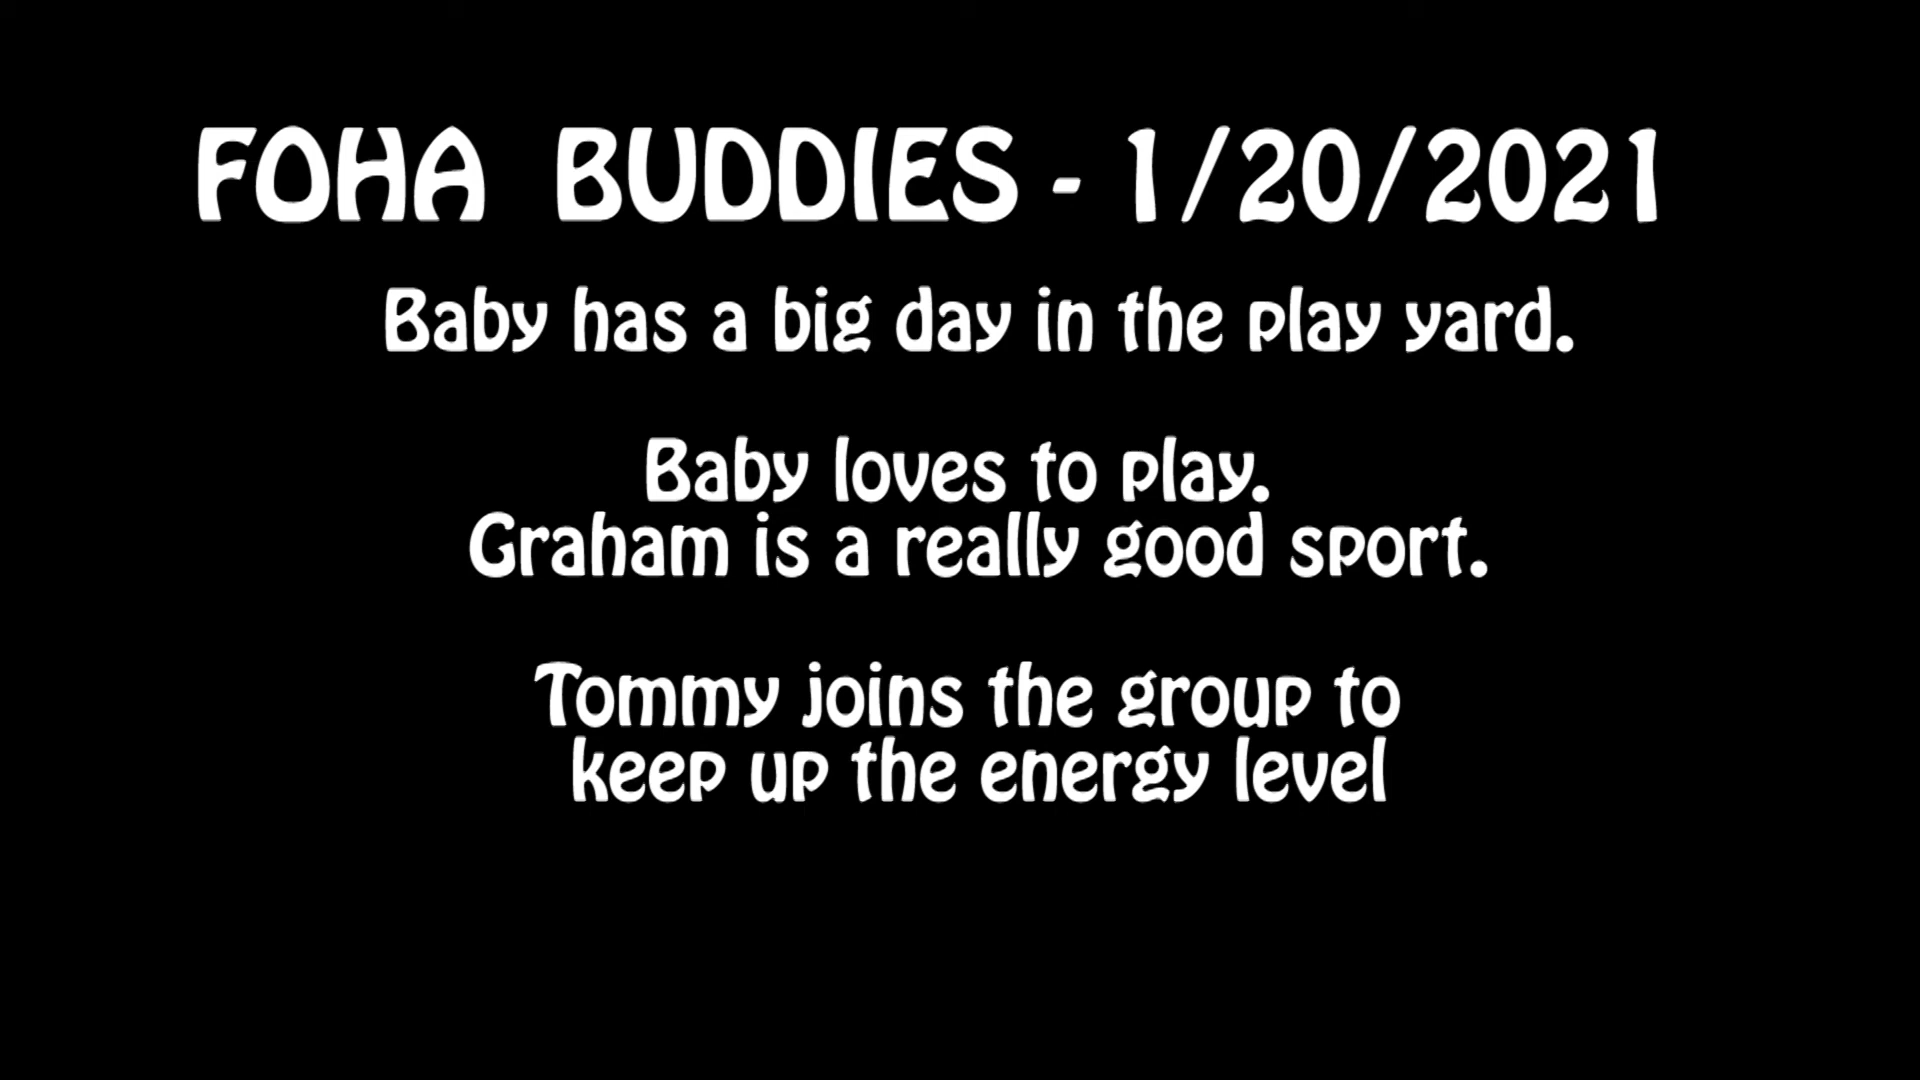 FOHA BUDDIES - 1/20/2021
Baby has a big day in the play yard.
Baby loves to play.
Graham is a really good sport.
Tommy joins the group to
keep up the energy level